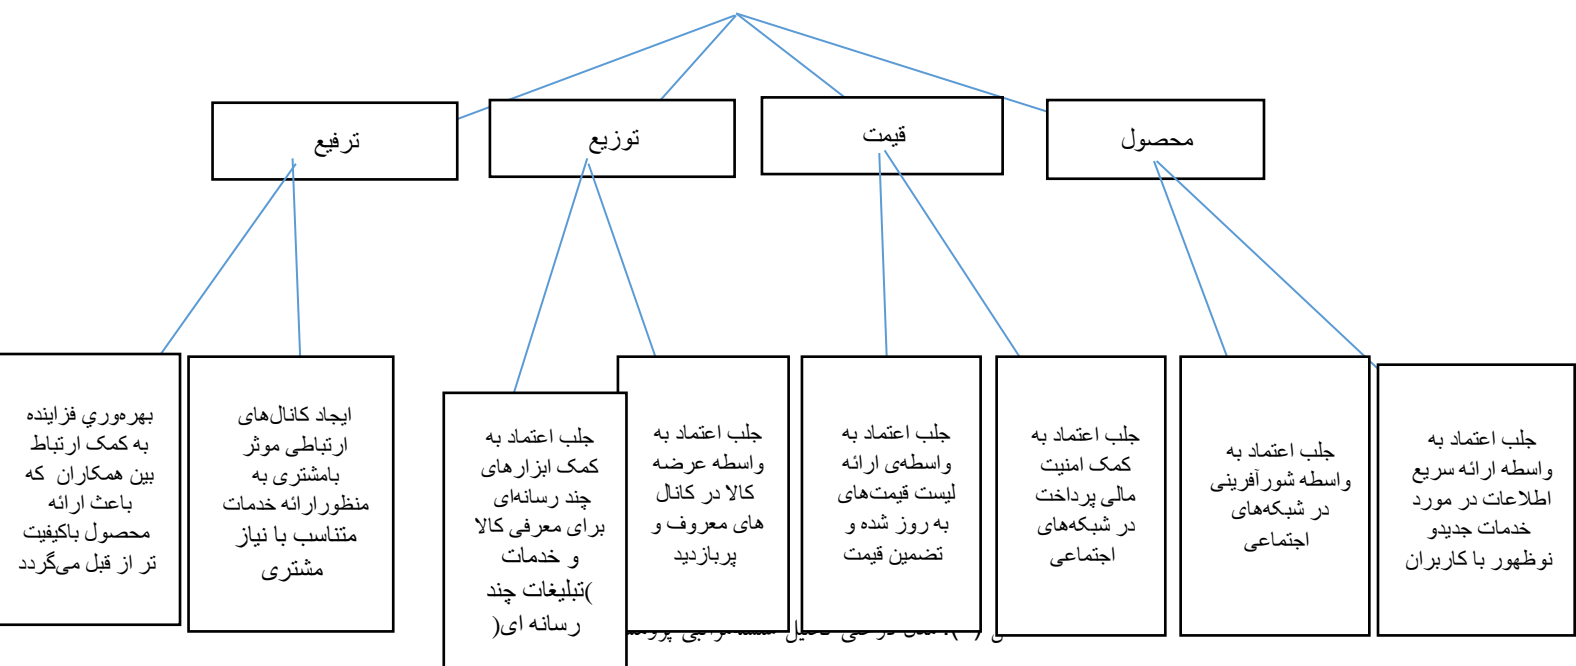 محصول
قیمت
توزیع
ترفیع
جلب اعتماد به
واسطه ارائه سریع
اطلاعات در مورد
خدمات جدیدو
نوظهور با کاربران
جلب اعتماد به
واسطه شورآفرینی
در شبکه‌های
اجتماعی
جلب اعتماد به
کمک امنیت
مالی پرداخت
در شبکه‌های
اجتماعی
جلب اعتماد به
واسطه‌ی ارائه
لیست قیمت‌های
به روز شده و
تضمین قیمت
جلب اعتماد به
واسطه عرضه
کالا در کانال
های معروف و
پربازدید
جلب اعتماد به
کمک ابزارهای
چند رسانه‌ای
برای معرفی کالا
و خدمات
)تبلیغات چند
رسانه ای(
ایجاد کانال‌های
ارتباطی موثر
بامشتری به
منظورارائه خدمات
متناسب با نیاز
مشتری
بهره‌وري فزاینده
به کمک ارتباط
بین همکاران که
باعث ارائه
محصول باکیفیت
تر از قبل می‌گردد